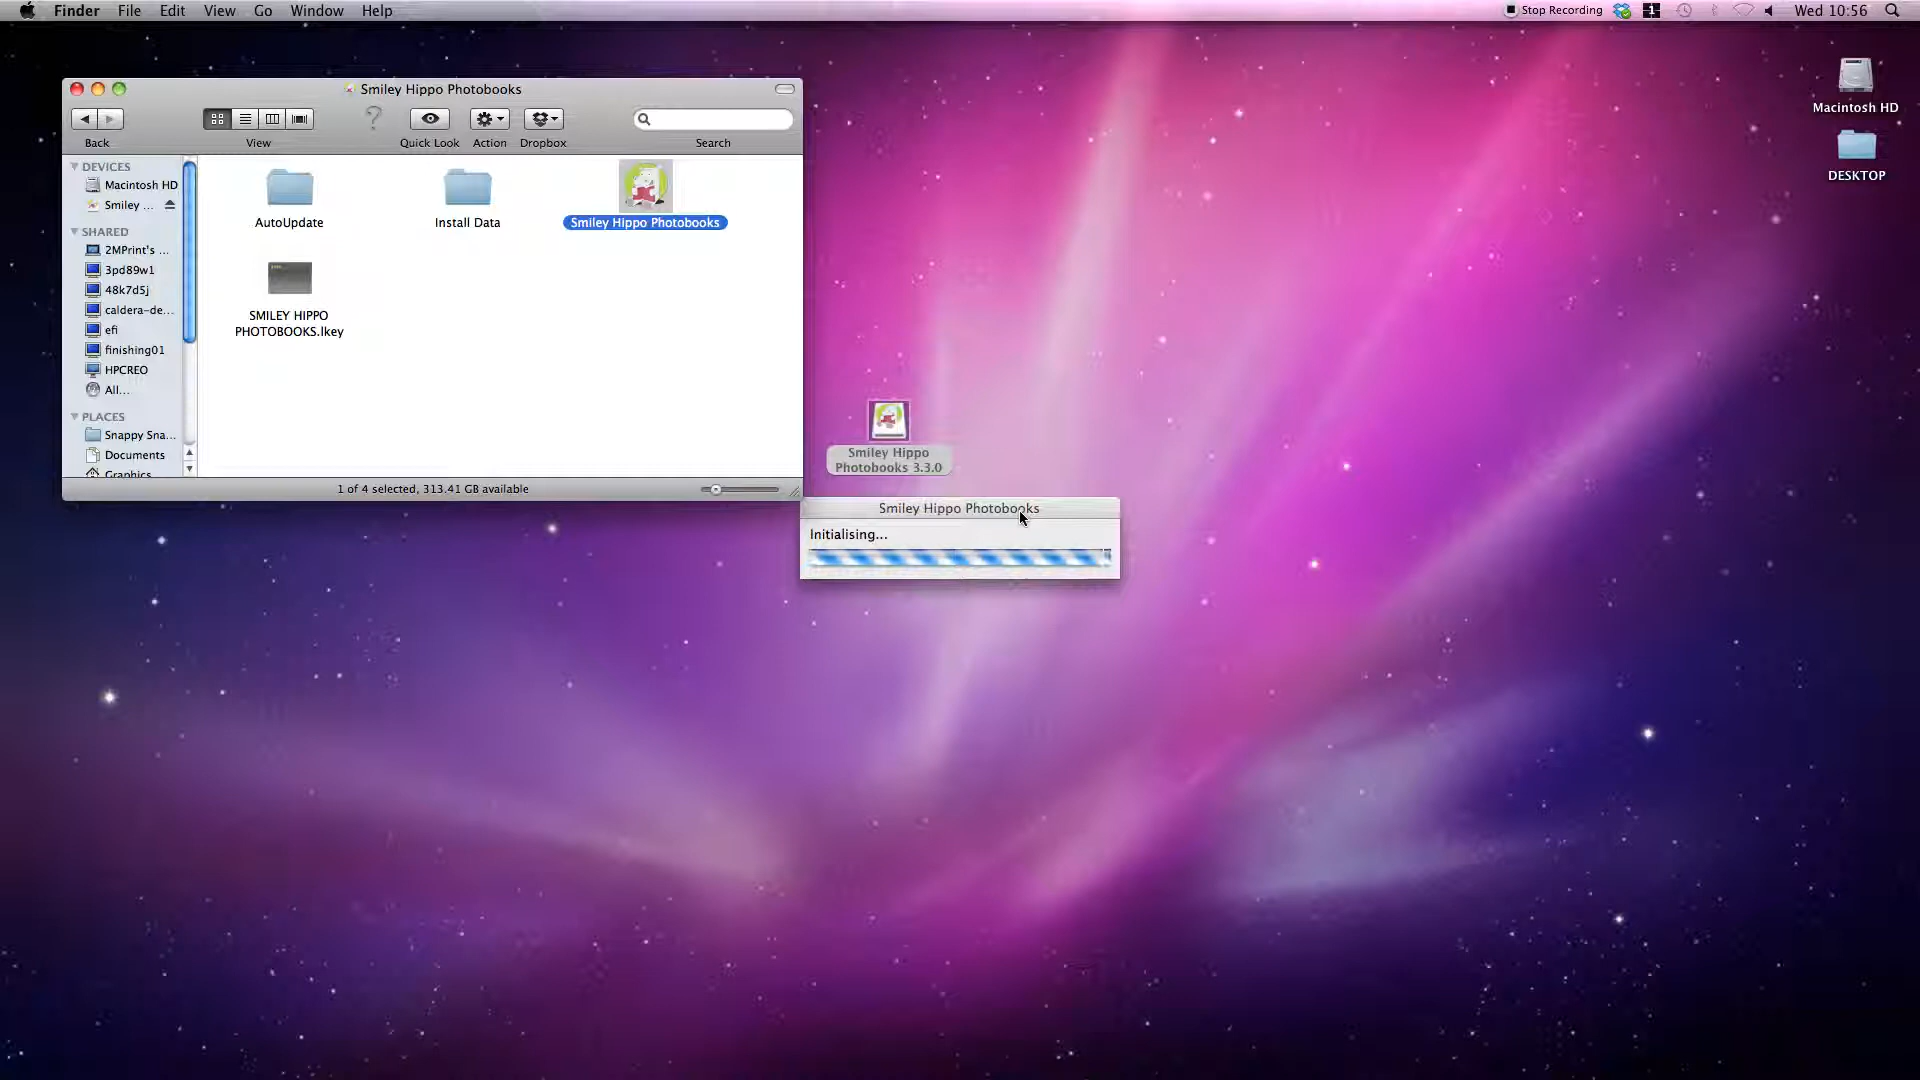 Finder File Edit View Go Window Help
Stop Recording
1
Wed 10:56
Smiley Hippo Photobooks
Back
View
Quick Look
Action
Dropbox
Search
DEVICES
Macintosh HD
Smiley ...
SHARED
2MPrint's ...
3pd89w1
48k7d5j
caldera-de...
efi
finishing01
HPCREO
All...
PLACES
Snappy Sna...
Documents
Graphics
AutoUpdate
Install Data
Smiley Hippo Photobooks
SMILEY HIPPO
PHOTOBOOKS.lkey
1 of 4 selected, 313.41 GB available
Smiley Hippo
Photobooks 3.3.0
Smiley Hippo Photobooks
Initialising...
Macintosh HD
DESKTOP